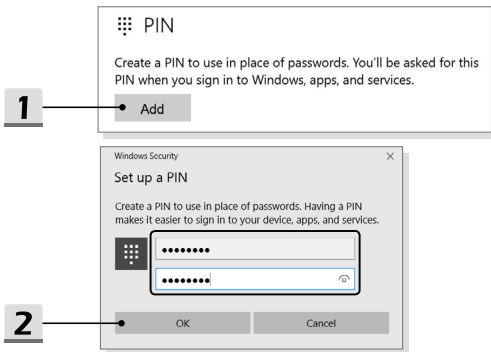 PIN
Create a PIN to use in place of passwords. You'll be asked for this
PIN when you sign in to Windows, apps, and services.
1
Add
Windows Security
Set up a PIN
Create a PIN to use in place of passwords. Having a PIN
makes it easier to sign in to your device, apps, and services.
••••••••
••••••••
2
OK Cancel